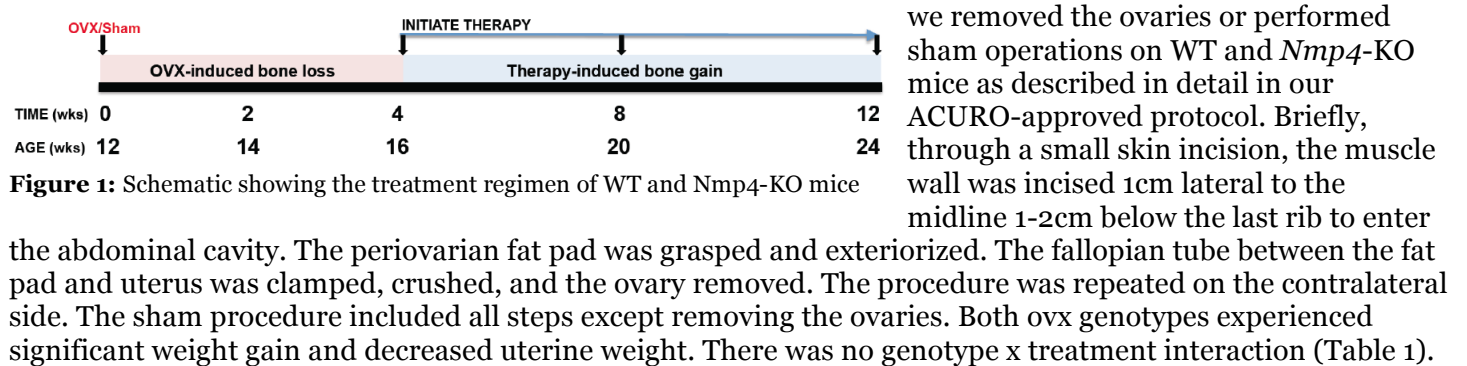 OVX/Sham
INITIATE THERAPY
OVX-induced bone loss
Therapy-induced bone gain
TIME (wks) 0 2 4 8 12
AGE (wks) 12 14 16 20 24
Figure 1: Schematic showing the treatment regimen of WT and Nmp4-KO mice
we removed the ovaries or performed
sham operations on WT and Nmp4-KO
mice as described in detail in our
ACURO-approved protocol. Briefly,
through a small skin incision, the muscle
wall was incised 1cm lateral to the
midline 1-2cm below the last rib to enter
the abdominal cavity. The periovarian fat pad was grasped and exteriorized. The fallopian tube between the fat
pad and uterus was clamped, crushed, and the ovary removed. The procedure was repeated on the contralateral
side. The sham procedure included all steps except removing the ovaries. Both ovx genotypes experienced
significant weight gain and decreased uterine weight. There was no genotype x treatment interaction (Table 1).